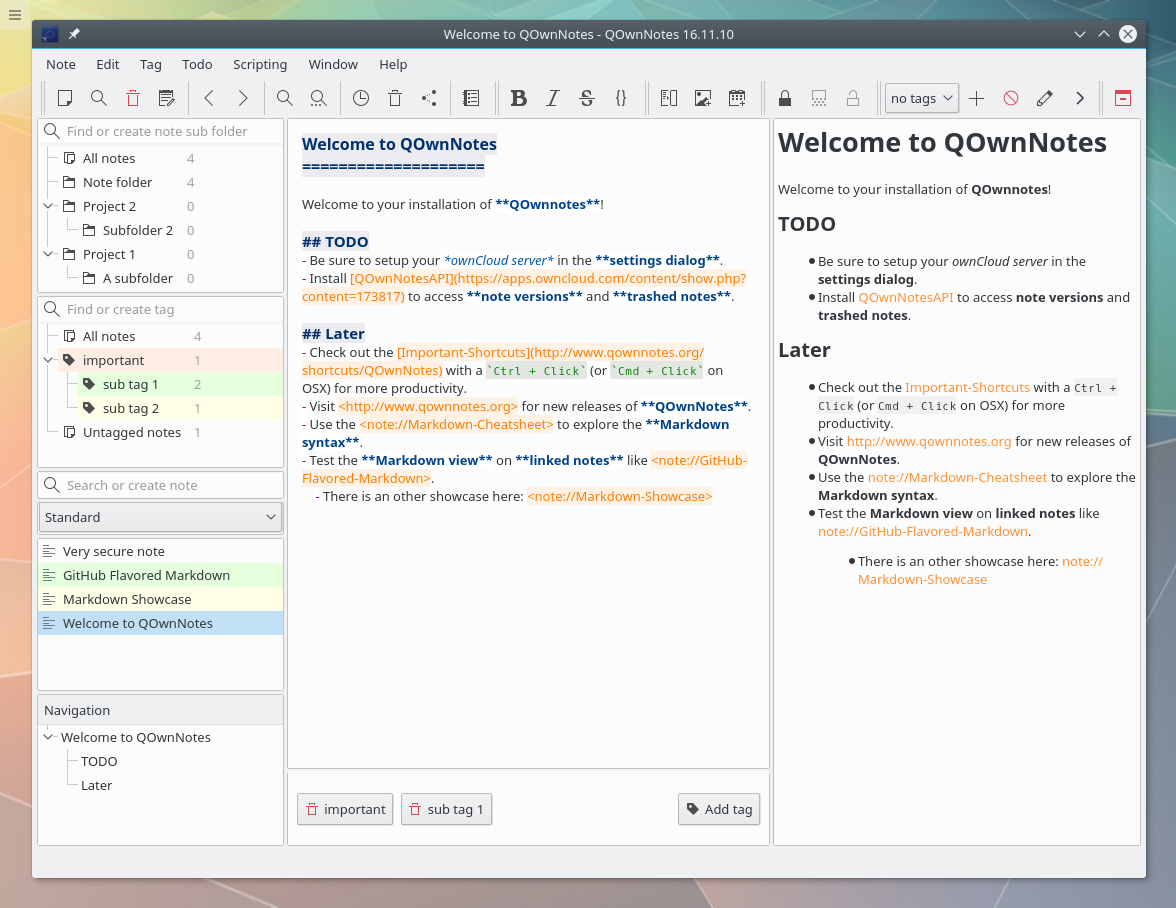 Welcome to QOwnNotes - QOwnNotes 16.11.10
Note Edit Tag Todo Scripting Window Help
B I S {} no tags
Find or create note sub folder
All notes 4
Note folder 4
Project 2 0
Subfolder 2 0
Project 1 0
A subfolder 0
Find or create tag
All notes 4
important 1
sub tag 1 2
sub tag 2 1
Untagged notes 1
Search or create note
Standard
Very secure note
GitHub Flavored Markdown
Markdown Showcase
Welcome to QOwnNotes
Navigation
Welcome to QOwnNotes
TODO
Later
Welcome to QOwnNotes
====================
Welcome to your installation of **QOwnnotes**!
## TODO
- Be sure to setup your *ownCloud server* in the **settings dialog**.
- Install [QOwnNotesAPI](https://apps.owncloud.com/content/show.php?
content=173817) to access **note versions** and **trashed notes**.
## Later
- Check out the [Important-Shortcuts](http://www.qownnotes.org/
shortcuts/QOwnNotes) with a `Ctrl + Click` (or `Cmd + Click` on
OSX) for more productivity.
- Visit <http://www.qownnotes.org> for new releases of **QOwnNotes**.
- Use the <note://Markdown-Cheatsheet> to explore the **Markdown
syntax**.
- Test the **Markdown view** on **linked notes** like <note://GitHub-
Flavored-Markdown>.
- There is an other showcase here: <note://Markdown-Showcase>
important sub tag 1 Add tag
Welcome to QOwnNotes
Welcome to your installation of QOwnnotes!
TODO
Be sure to setup your ownCloud server in the
settings dialog.
Install QOwnNotesAPI to access note versions and
trashed notes.
Later
Check out the Important-Shortcuts with a Ctrl +
Click (or Cmd + Click on OSX) for more
productivity.
Visit http://www.qownnotes.org for new releases of
QOwnNotes.
Use the note://Markdown-Cheatsheet to explore the
Markdown syntax.
Test the Markdown view on linked notes like
note://GitHub-Flavored-Markdown.
There is an other showcase here: note://
Markdown-Showcase